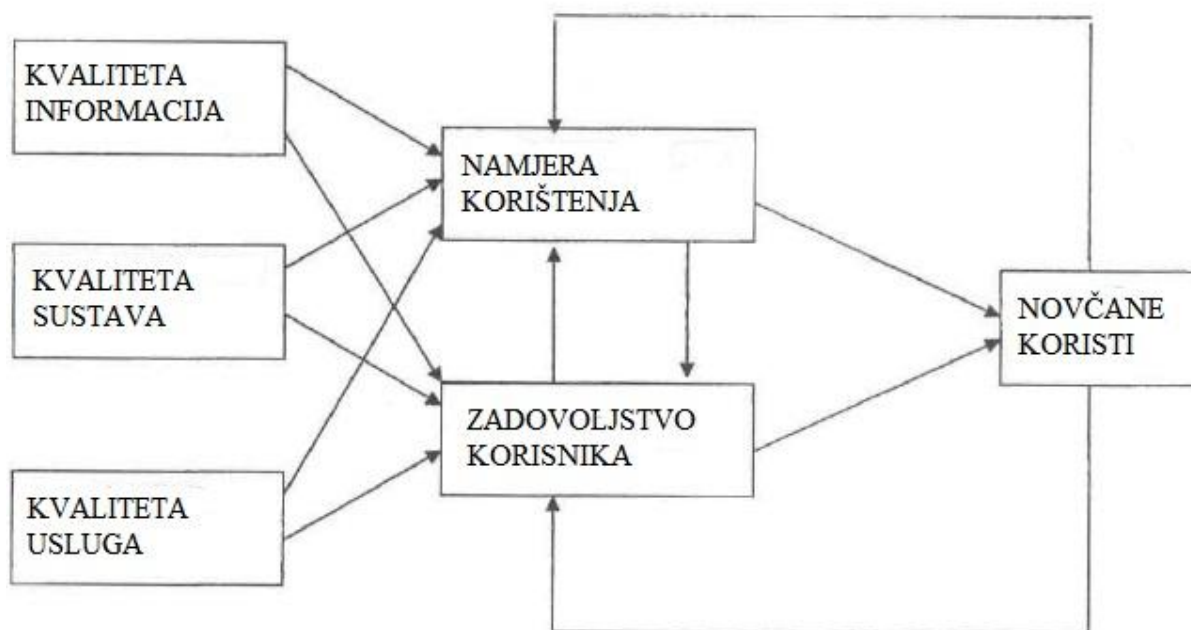 KVALITETA
INFORMACIJA
NAMJERA
KORIŠTENJA
KVALITETA
SUSTAVA
NOVČANE
KORISTI
ZADOVOLJSTVO
KORISNIKA
KVALITETA
USLUGA